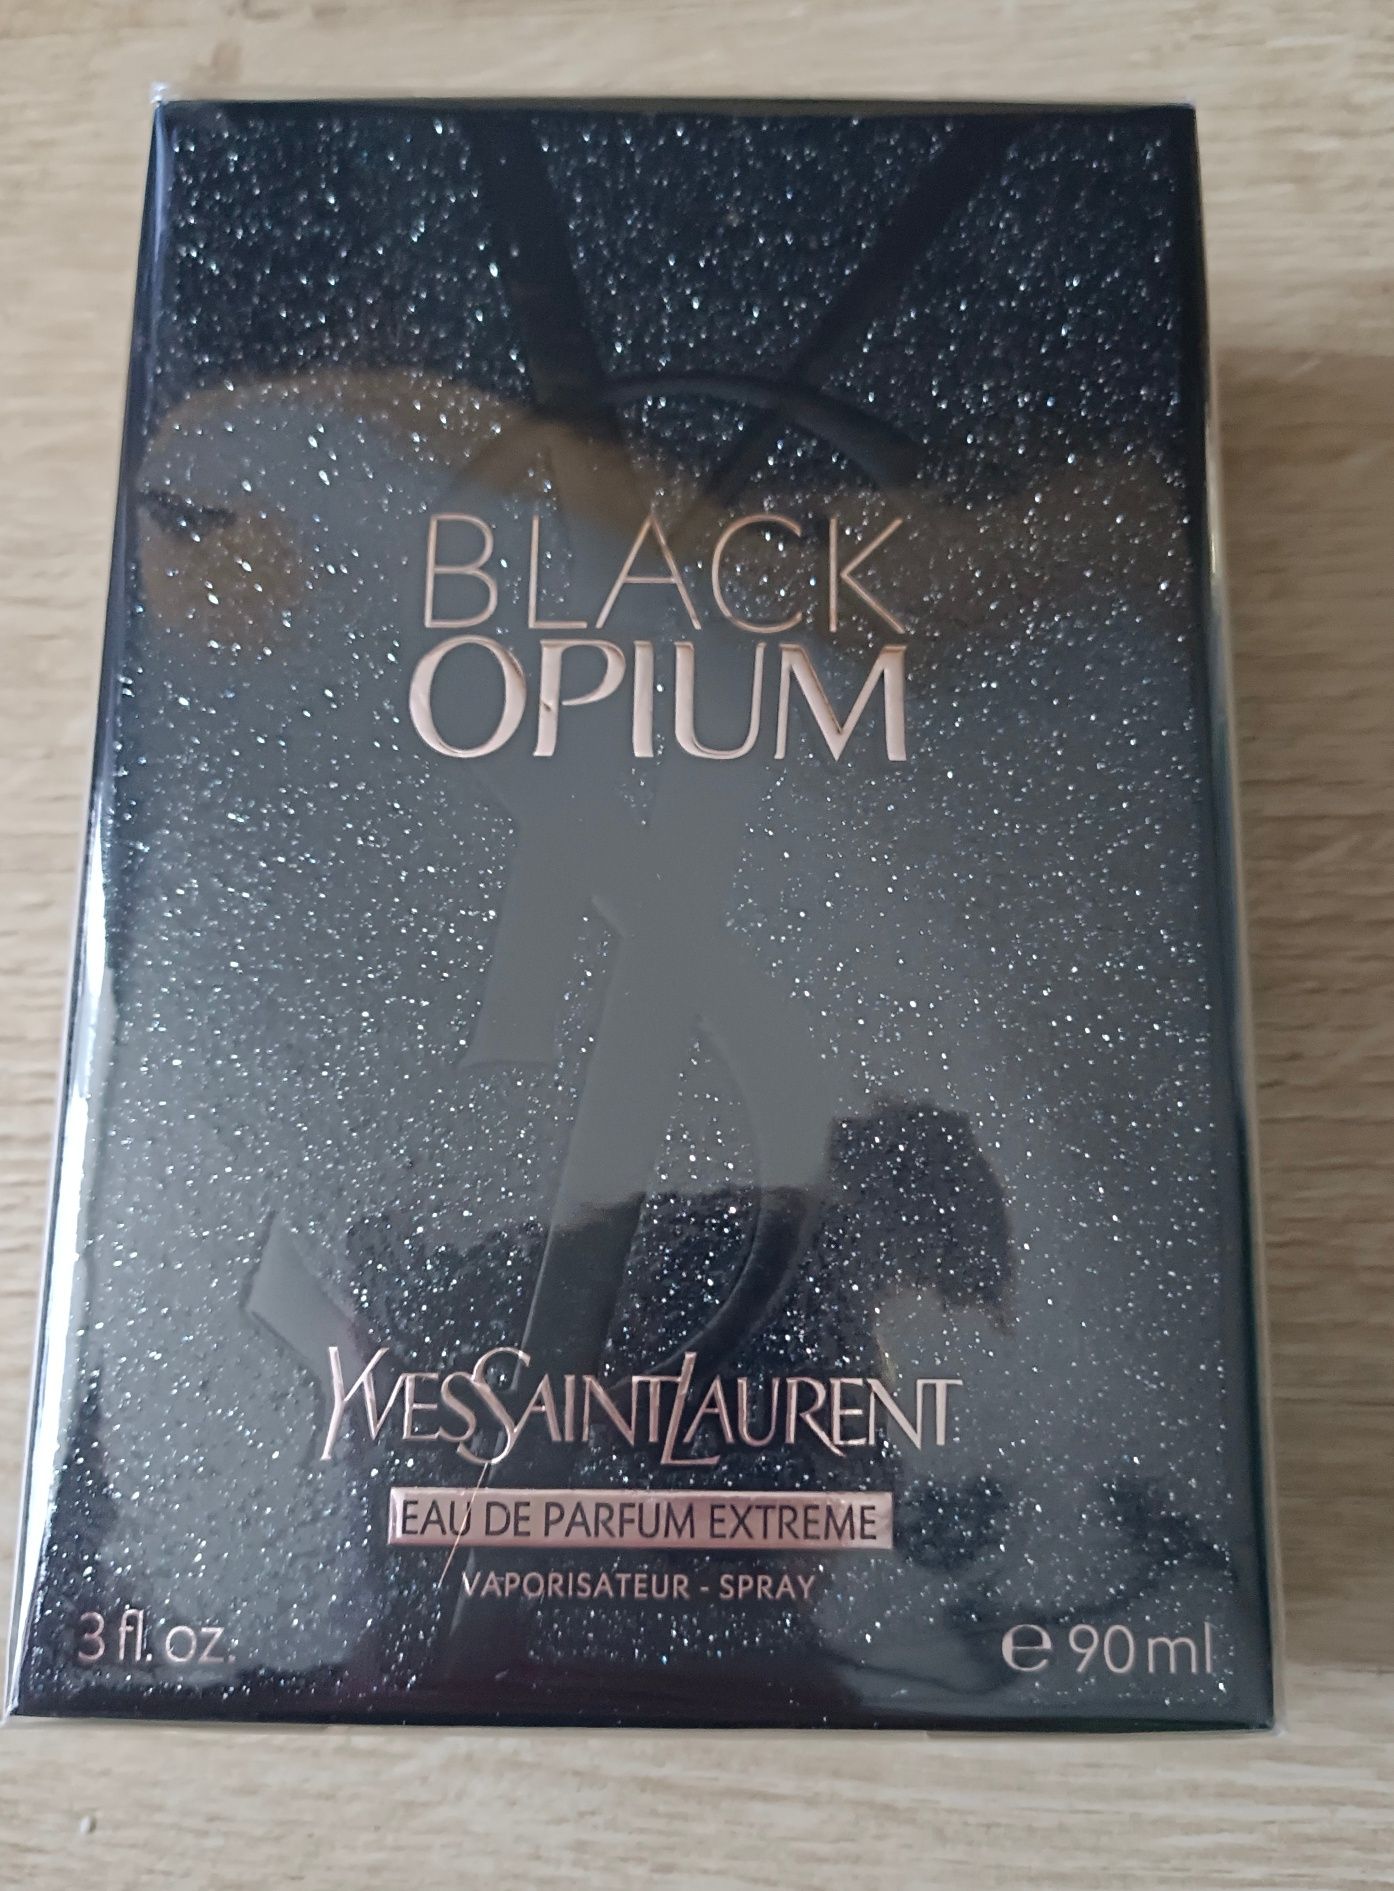 BLACK
OPIUM
YVESSAINTLAURENT
EAU DE PARFUM EXTREME
VAPORISATEUR - SPRAY
3 fl. oz. ℮ 90 ml